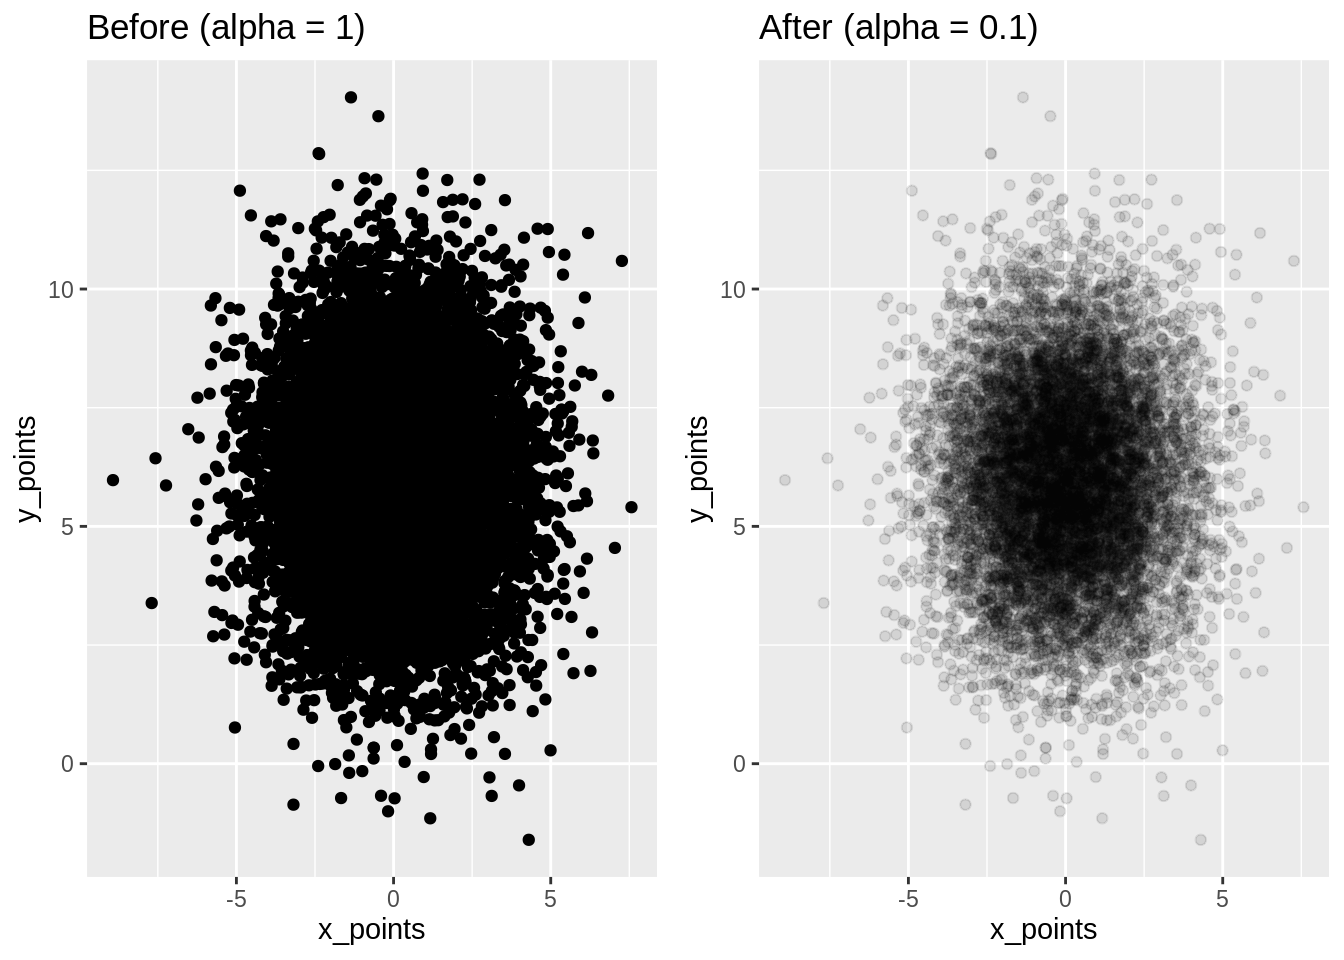 Before (alpha = 1)
y_points
10
5
0
-5 0 5
x_points
After (alpha = 0.1)
y_points
10
5
0
-5 0 5
x_points